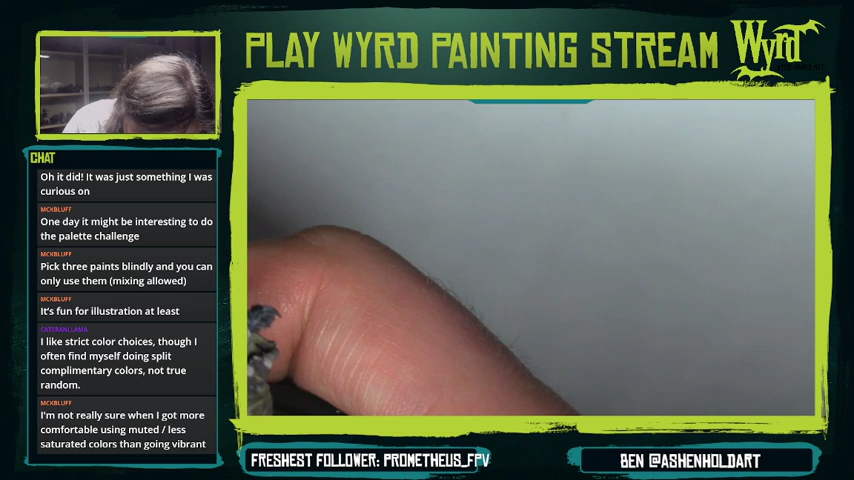 PLAY WYRD PAINTING STREAM
Wyrd
CHAT
Oh it did! It was just something I was
curious on
MCKBLUFF
One day it might be interesting to do
the palette challenge
MCKBLUFF
Pick three paints blindly and you can
only use them (mixing allowed)
MCKBLUFF
It's fun for illustration at least
CATERANLLAMA
I like strict color choices, though I
often find myself doing split
complimentary colors, not true
random.
MCKBLUFF
I'm not really sure when I got more
comfortable using muted / less
saturated colors than going vibrant
FRESHEST FOLLOWER: PROMETHEUS_FPV
BEN @ASHENHOLDART